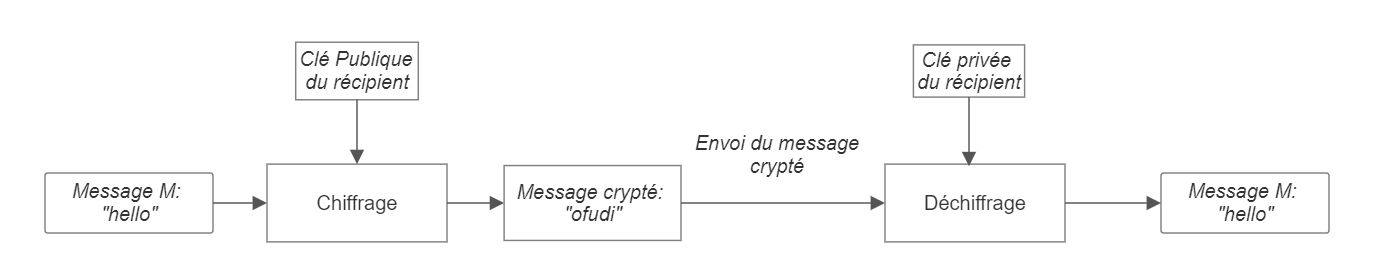 Clé Publique
du récipient
Clé privée
du récipient
Envoi du message
crypté
Message M:
"hello"
Chiffrage
Message crypté:
"ofudi"
Déchiffrage
Message M:
"hello"